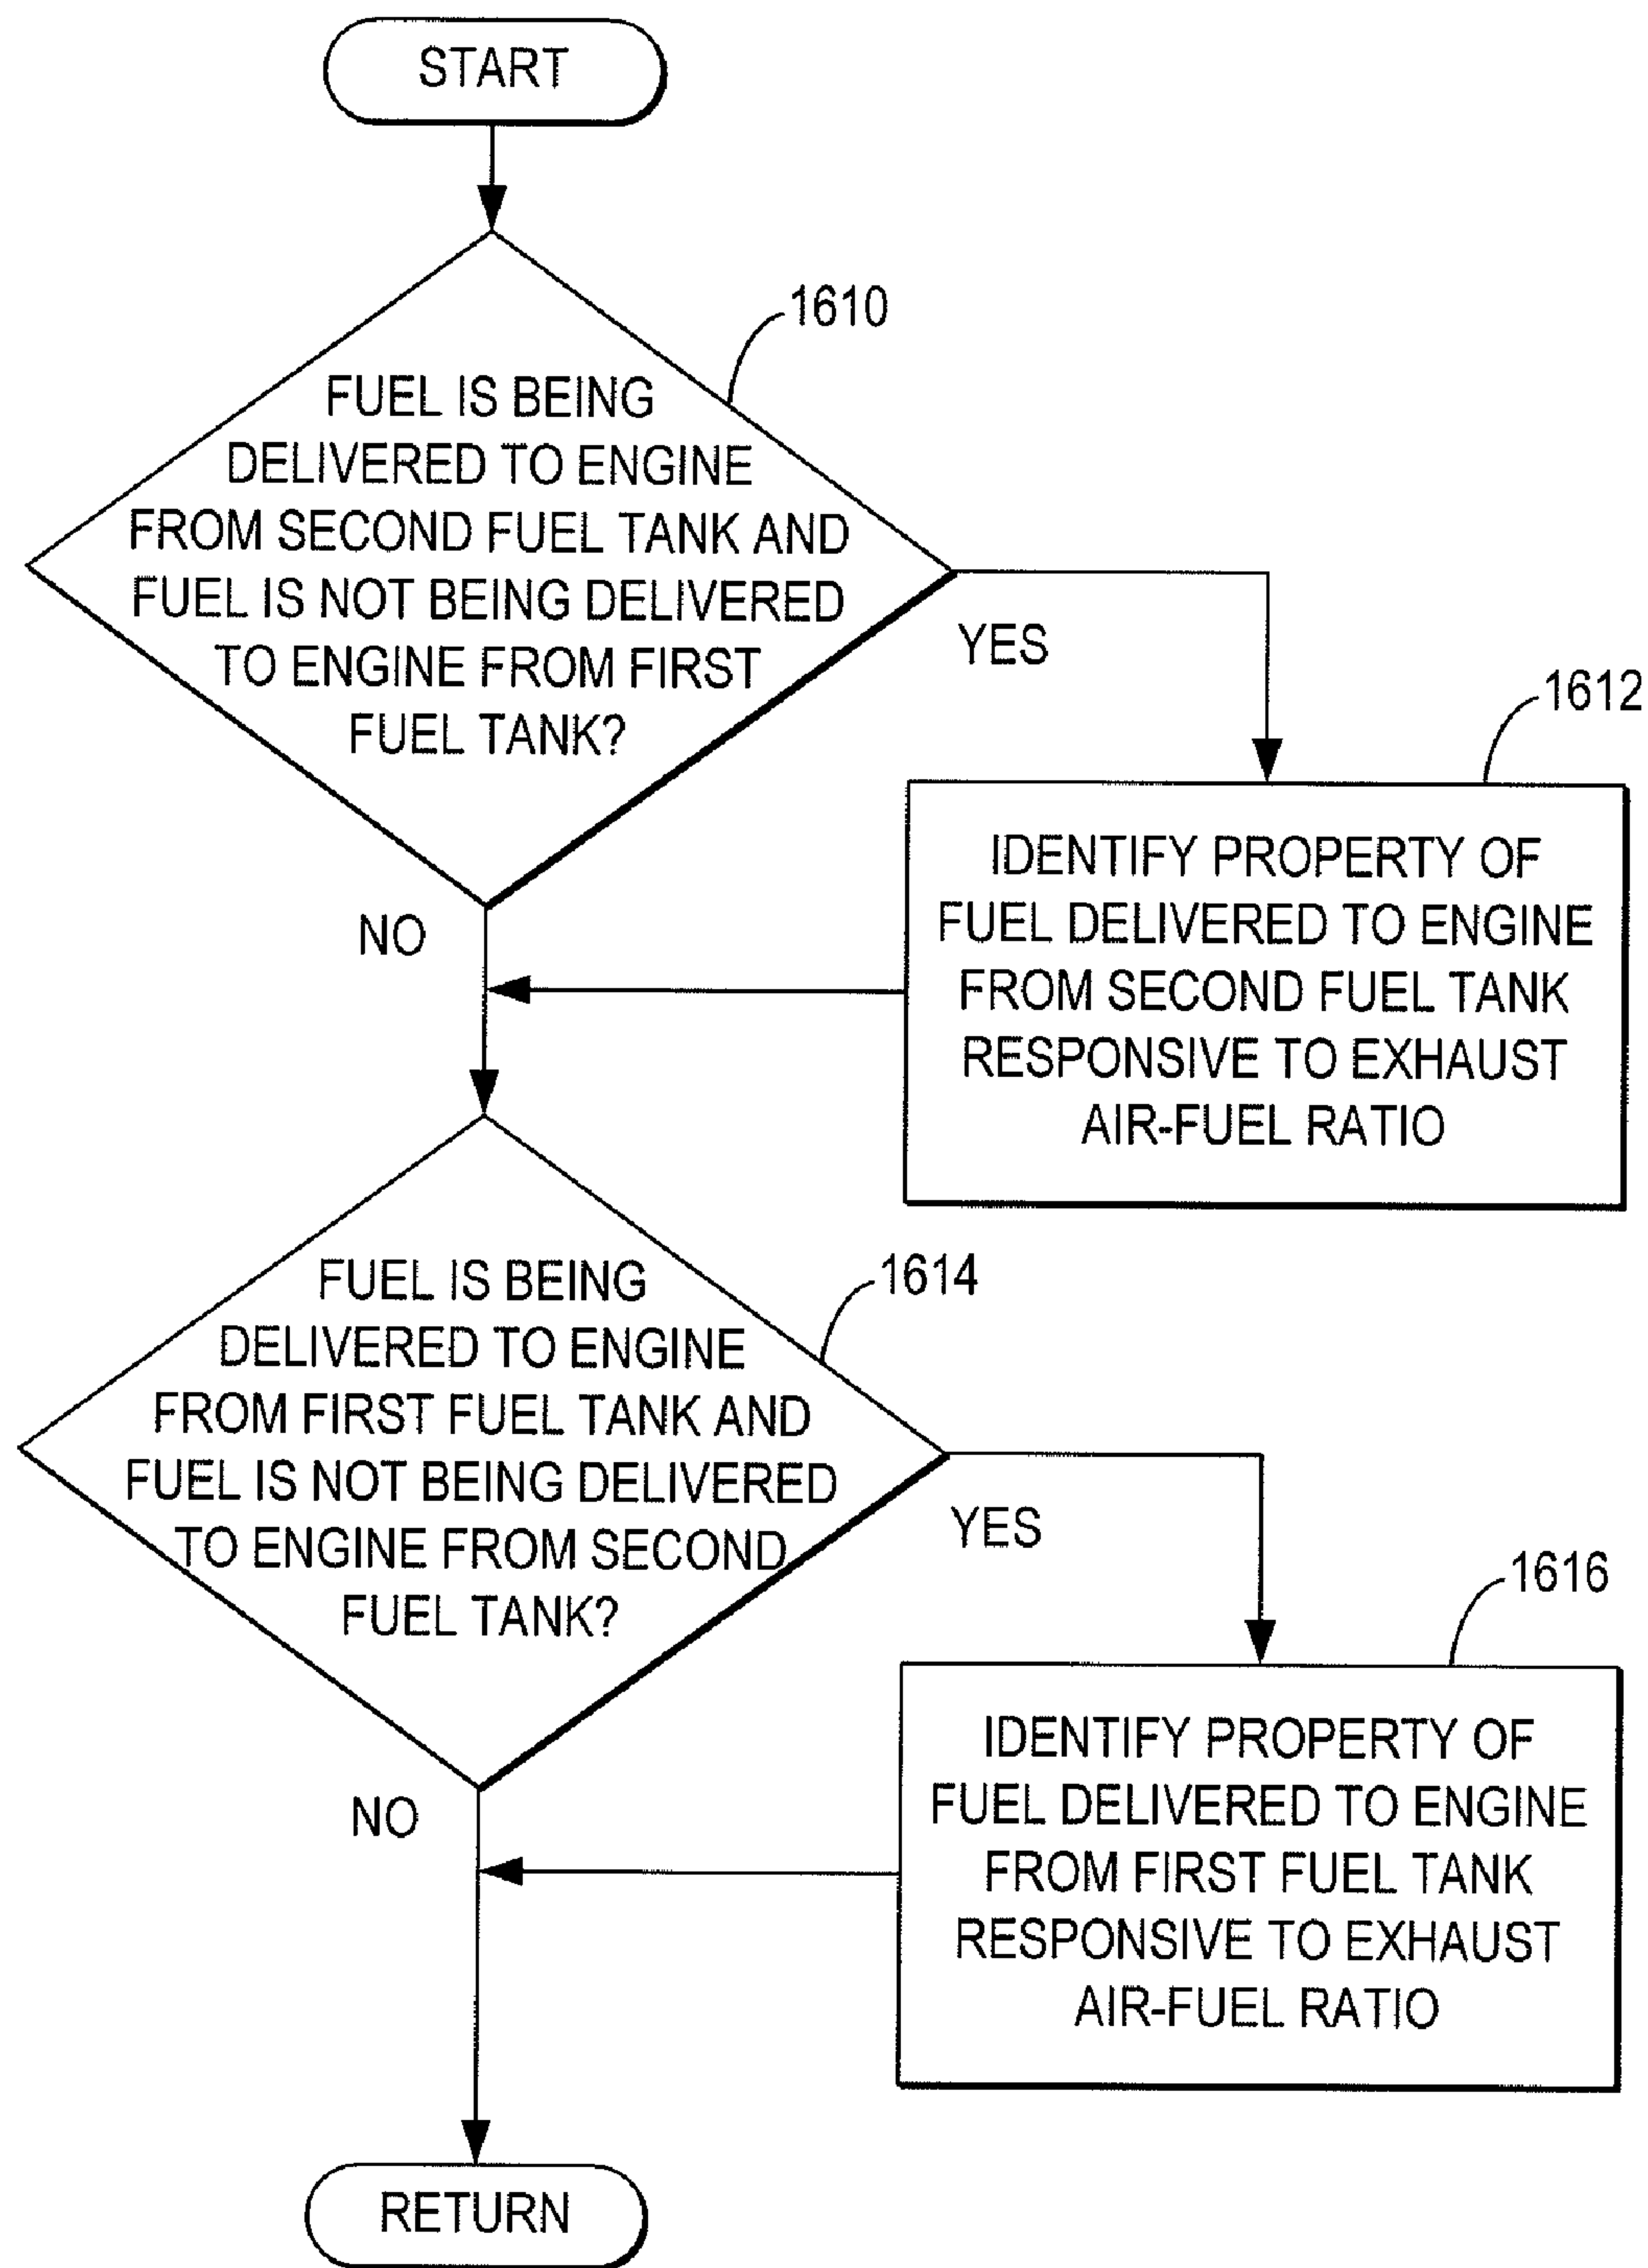 START
1610
FUEL IS BEING
DELIVERED TO ENGINE
FROM SECOND FUEL TANK AND
FUEL IS NOT BEING DELIVERED
TO ENGINE FROM FIRST
FUEL TANK?
YES
NO
1612
IDENTIFY PROPERTY OF
FUEL DELIVERED TO ENGINE
FROM SECOND FUEL TANK
RESPONSIVE TO EXHAUST
AIR-FUEL RATIO
1614
FUEL IS BEING
DELIVERED TO ENGINE
FROM FIRST FUEL TANK AND
FUEL IS NOT BEING DELIVERED
TO ENGINE FROM SECOND
FUEL TANK?
YES
NO
1616
IDENTIFY PROPERTY OF
FUEL DELIVERED TO ENGINE
FROM FIRST FUEL TANK
RESPONSIVE TO EXHAUST
AIR-FUEL RATIO
RETURN